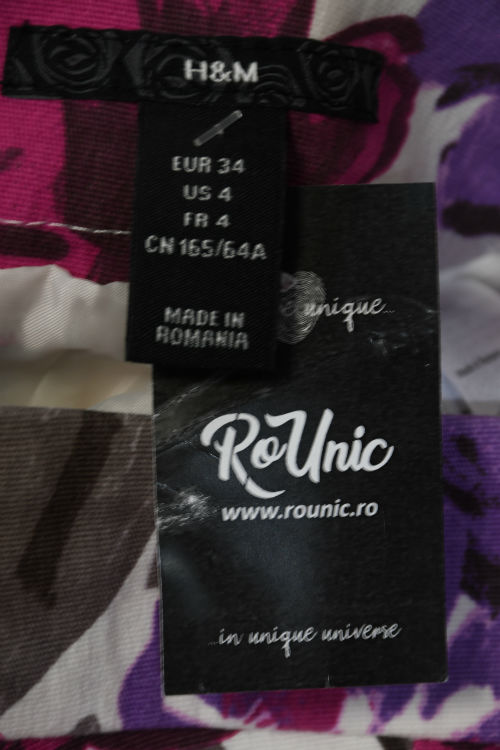 H&M
EUR 34
US 4
FR 4
CN 165/64A
MADE IN
ROMANIA
unique...
RoUnic
www.rounic.ro
...in unique universe